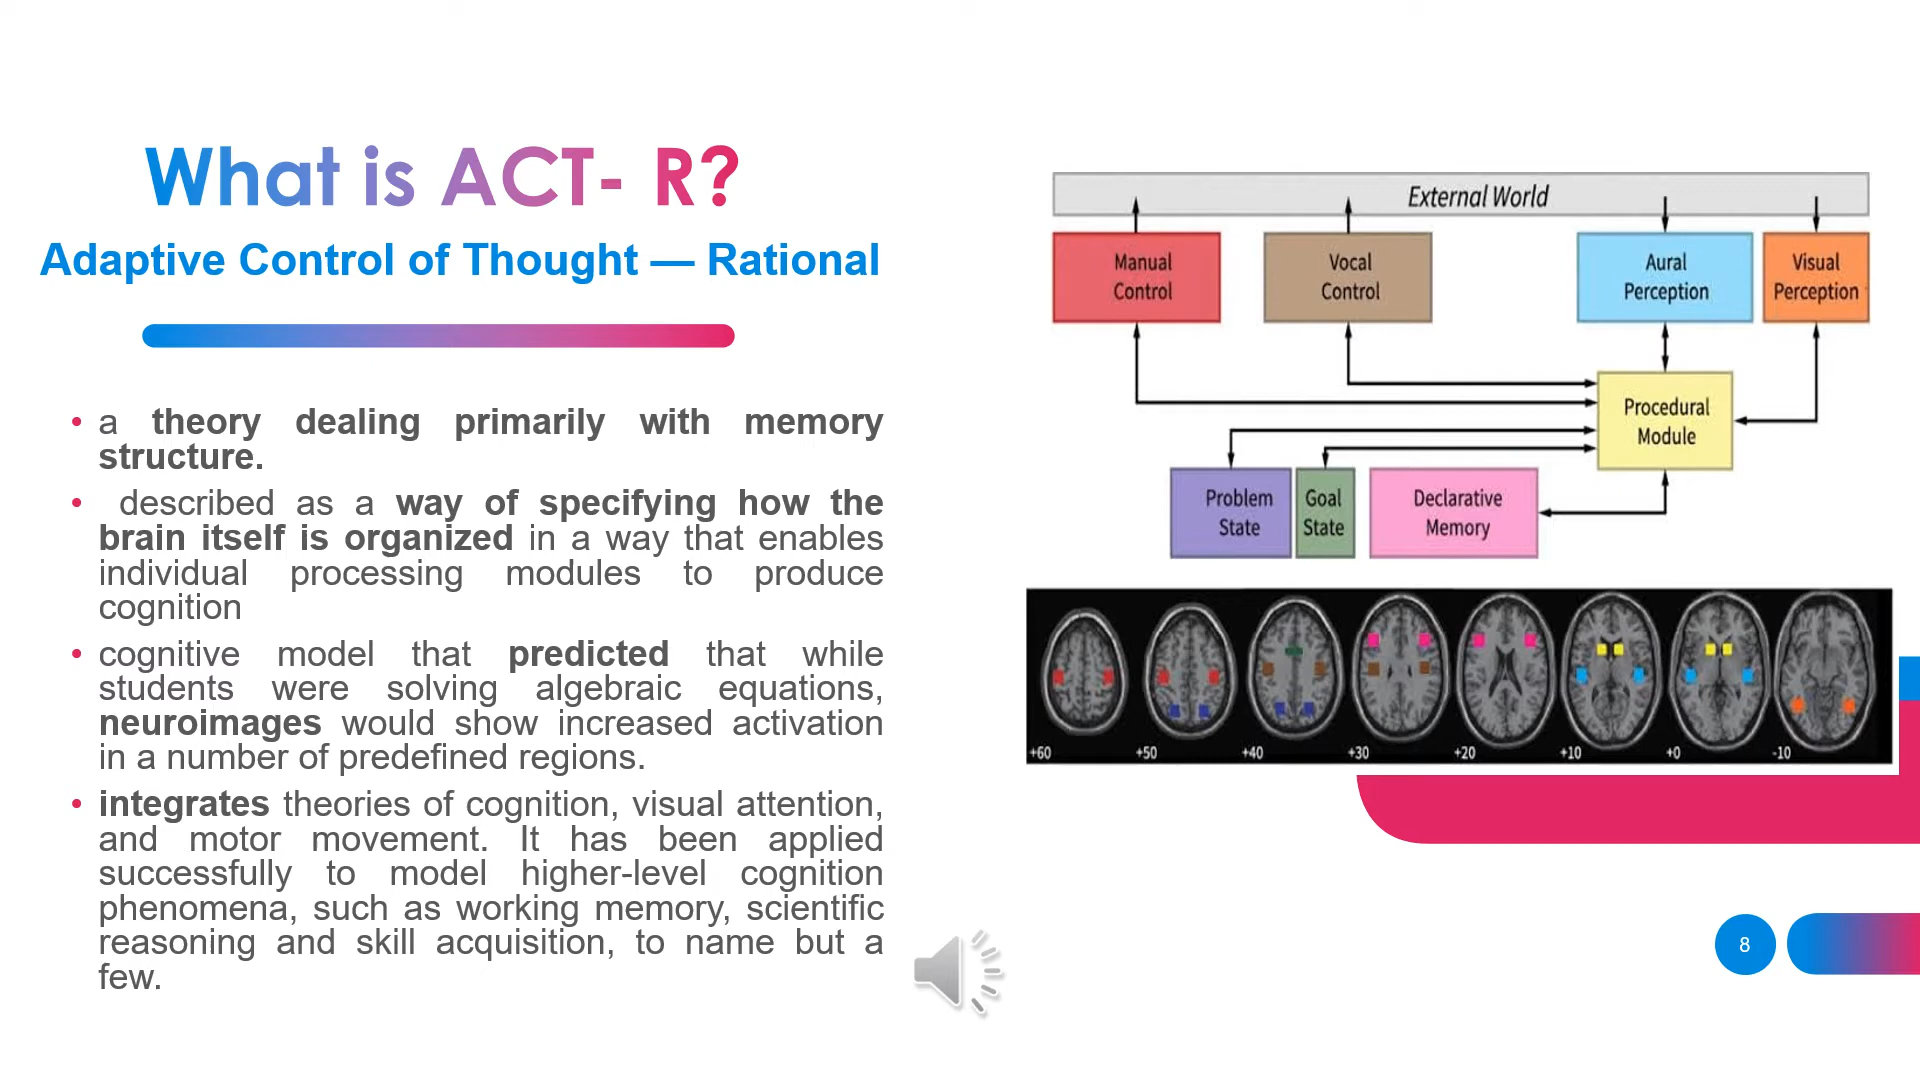 What is ACT- R?
Adaptive Control of Thought — Rational
• a theory dealing primarily with memory
structure.
• described as a way of specifying how the
brain itself is organized in a way that enables
individual processing modules to produce
cognition
• cognitive model that predicted that while
students were solving algebraic equations,
neuroimages would show increased activation
in a number of predefined regions.
• integrates theories of cognition, visual attention,
and motor movement. It has been applied
successfully to model higher-level cognition
phenomena, such as working memory, scientific
reasoning and skill acquisition, to name but a
few.
External World
Manual
Control
Vocal
Control
Aural
Perception
Visual
Perception
Procedural
Module
Problem
State
Goal
State
Declarative
Memory
+60 +50 +40 +30 +20 +10 +0 -10
8